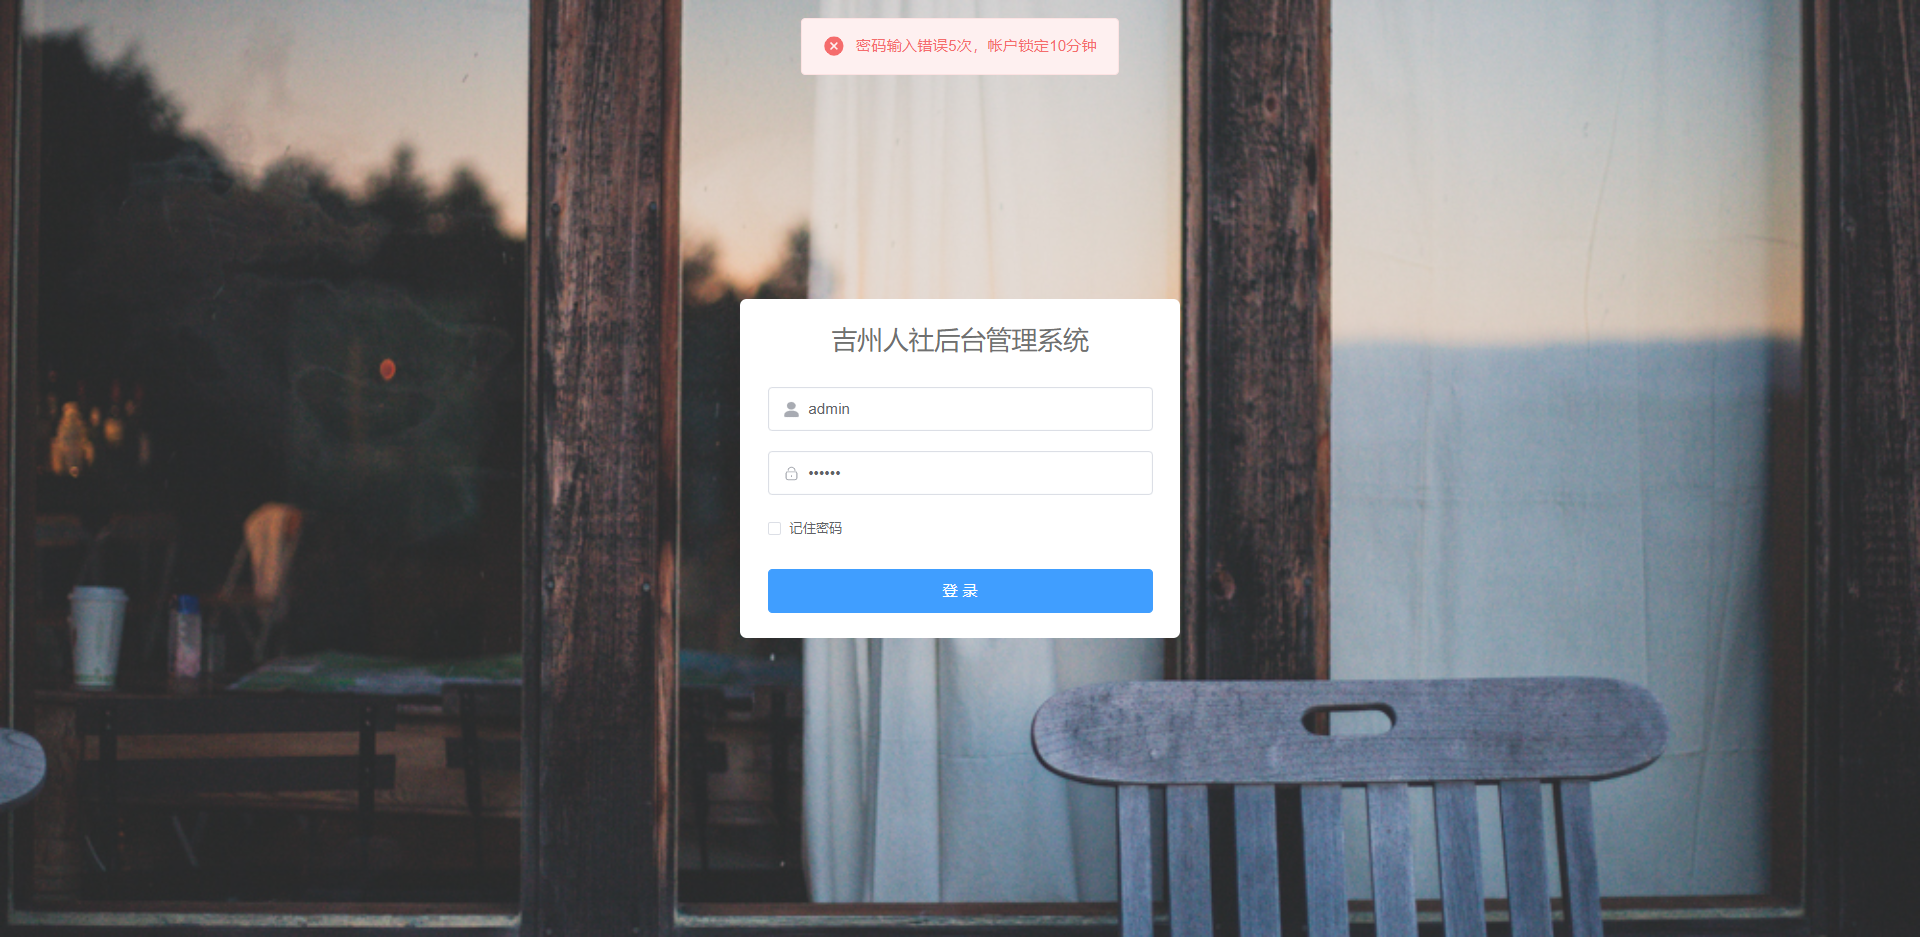 密码输入错误5次，帐户锁定10分钟
吉州人社后台管理系统
admin
••••••
记住密码
登 录